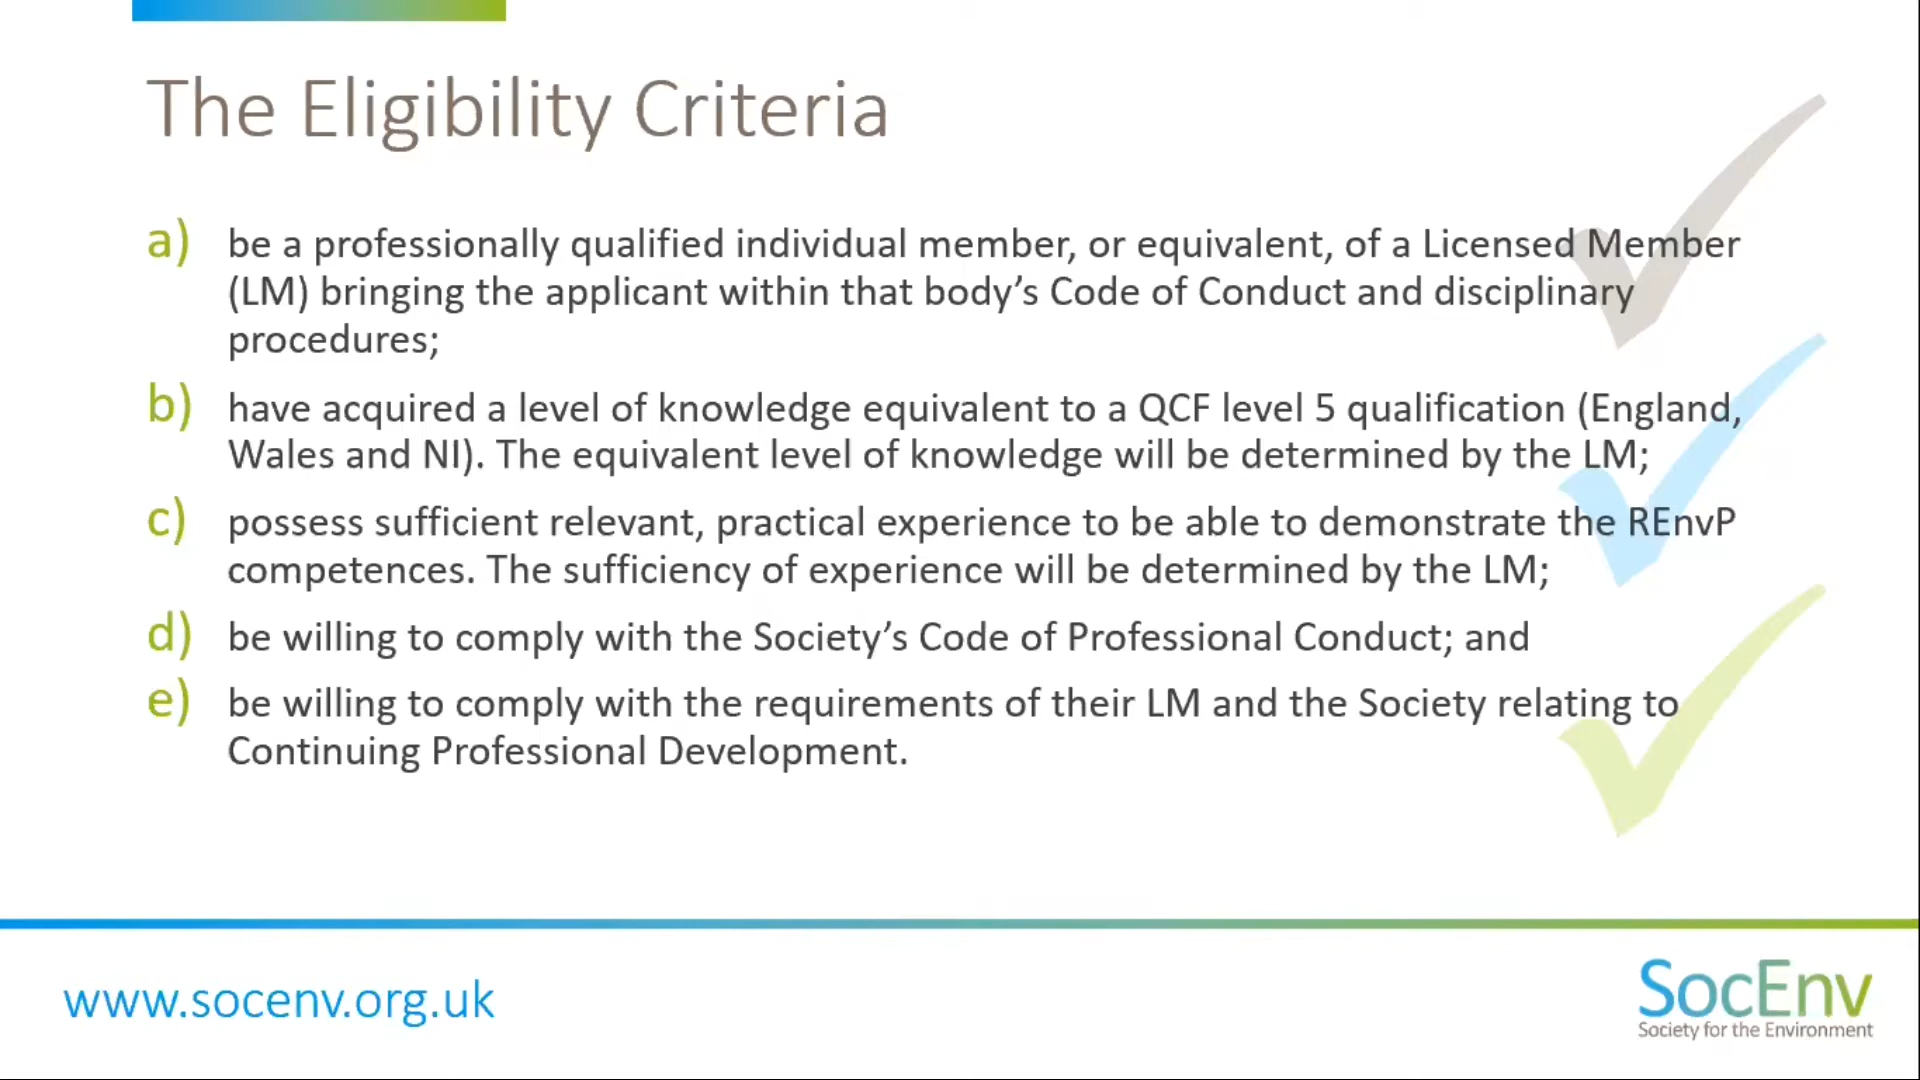 The Eligibility Criteria
a) be a professionally qualified individual member, or equivalent, of a Licensed Member
(LM) bringing the applicant within that body’s Code of Conduct and disciplinary
procedures;
b) have acquired a level of knowledge equivalent to a QCF level 5 qualification (England,
Wales and NI). The equivalent level of knowledge will be determined by the LM;
c) possess sufficient relevant, practical experience to be able to demonstrate the REnvP
competences. The sufficiency of experience will be determined by the LM;
d) be willing to comply with the Society’s Code of Professional Conduct; and
e) be willing to comply with the requirements of their LM and the Society relating to
Continuing Professional Development.
www.socenv.org.uk
SocEnv
Society for the Environment